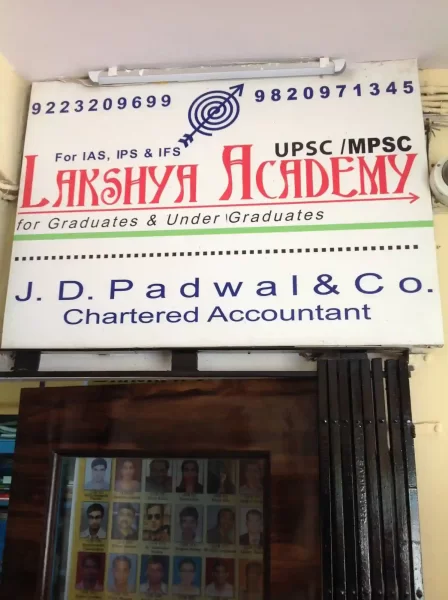 9223209699 9820971345
For IAS, IPS & IFS UPSC / MPSC
LAKSHYA ACADEMY
for Graduates & Under Graduates
J. D. Padwal & Co.
Chartered Accountant